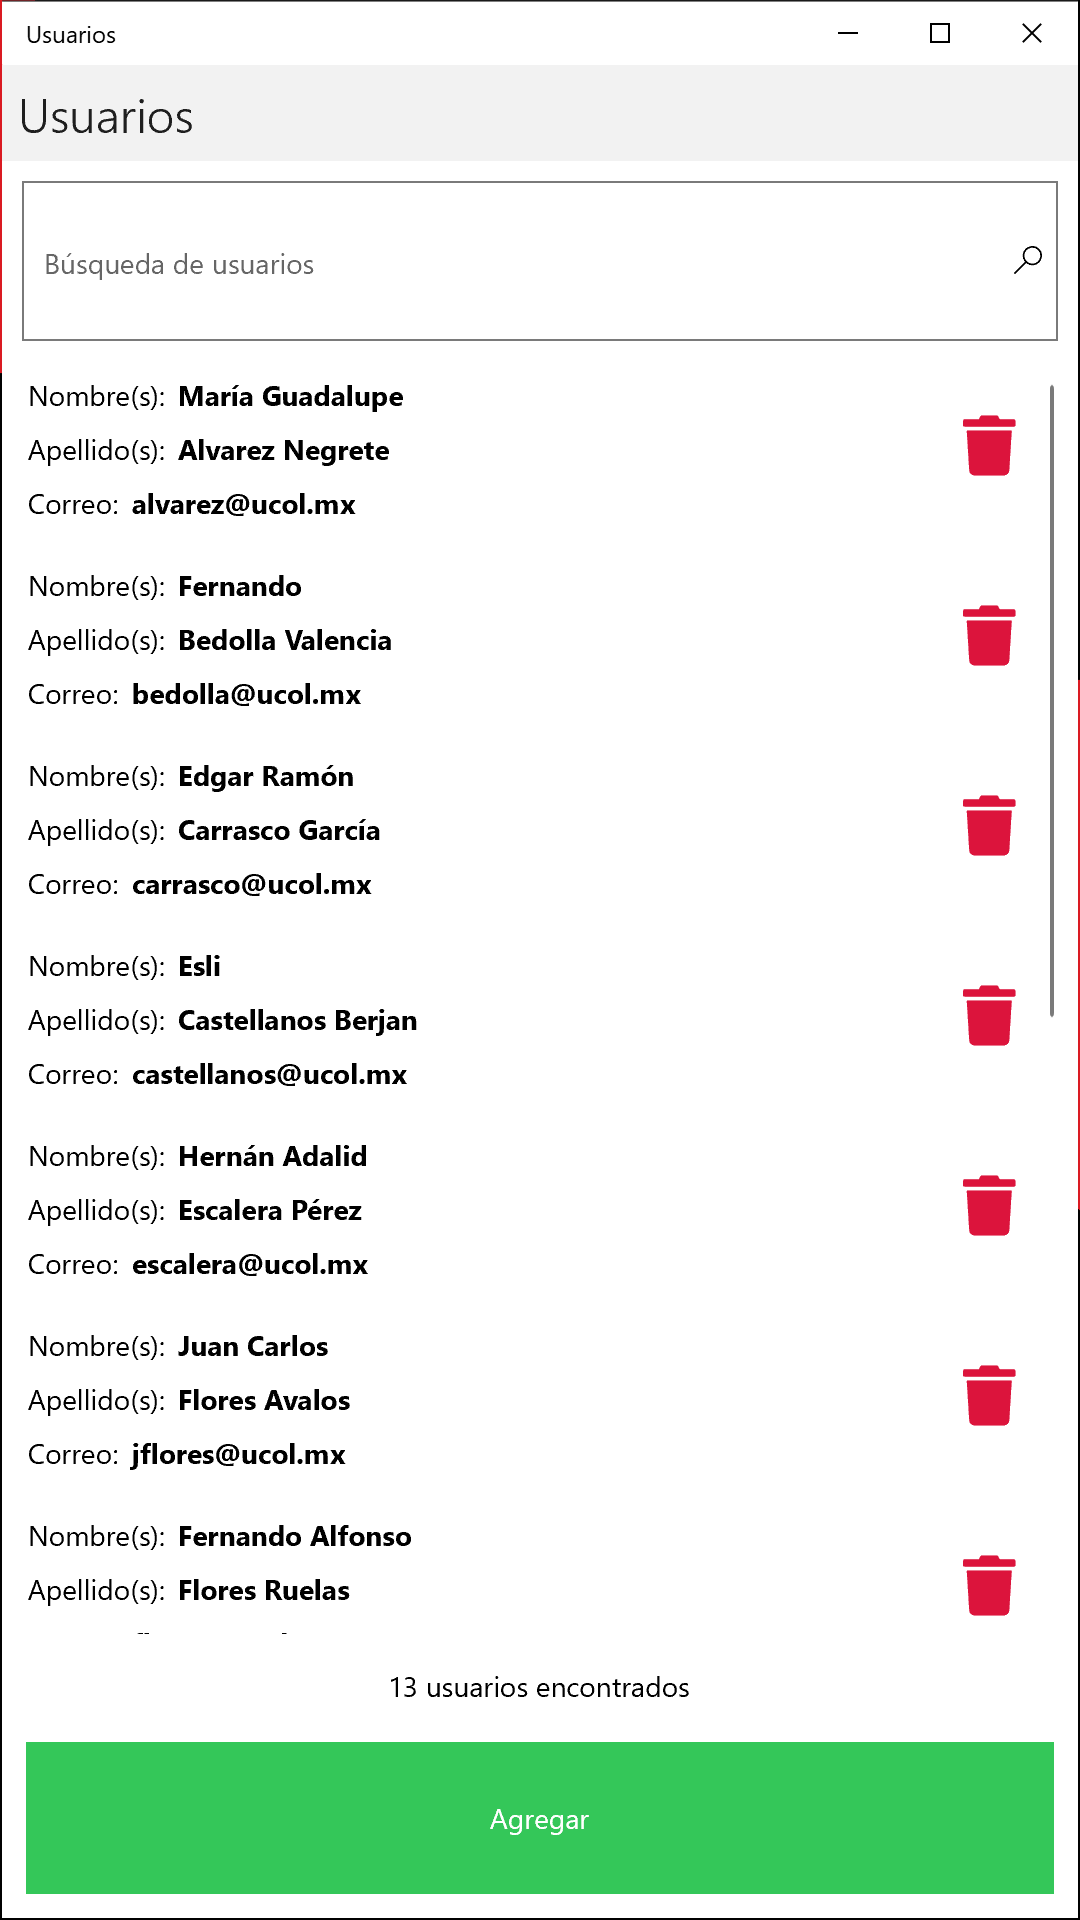 Usuarios
Usuarios
Búsqueda de usuarios
Nombre(s): María Guadalupe
Apellido(s): Alvarez Negrete
Correo: alvarez@ucol.mx
Nombre(s): Fernando
Apellido(s): Bedolla Valencia
Correo: bedolla@ucol.mx
Nombre(s): Edgar Ramón
Apellido(s): Carrasco García
Correo: carrasco@ucol.mx
Nombre(s): Esli
Apellido(s): Castellanos Berjan
Correo: castellanos@ucol.mx
Nombre(s): Hernán Adalid
Apellido(s): Escalera Pérez
Correo: escalera@ucol.mx
Nombre(s): Juan Carlos
Apellido(s): Flores Avalos
Correo: jflores@ucol.mx
Nombre(s): Fernando Alfonso
Apellido(s): Flores Ruelas
13 usuarios encontrados
Agregar